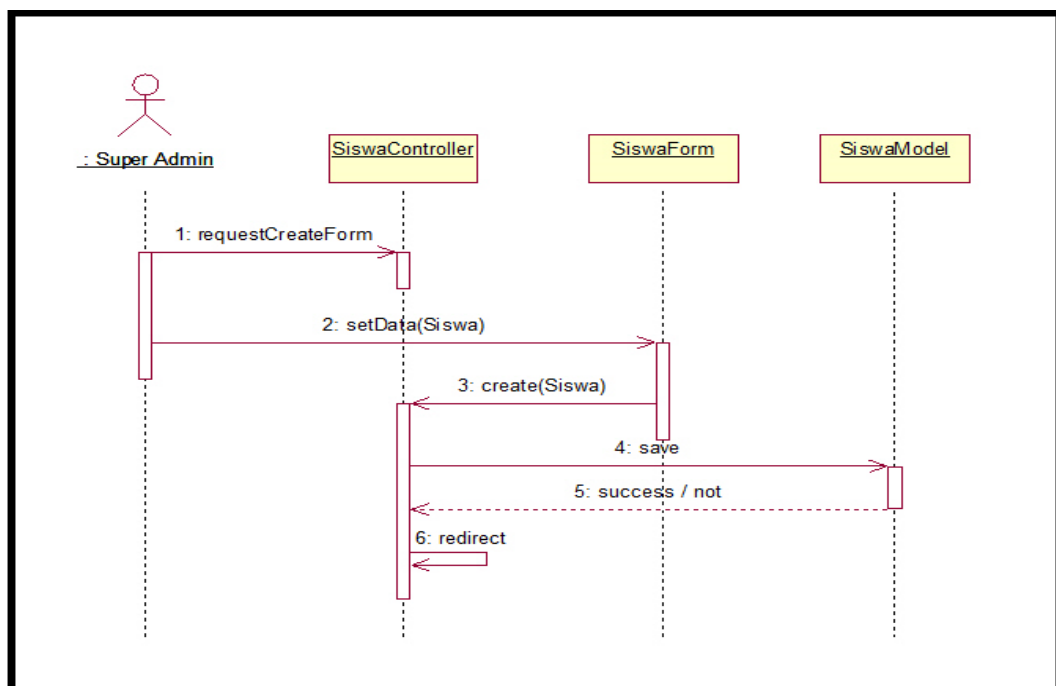 : Super Admin
SiswaController
SiswaForm
SiswaModel
1: requestCreateForm
2: setData(Siswa)
3: create(Siswa)
4: save
5: success / not
6: redirect